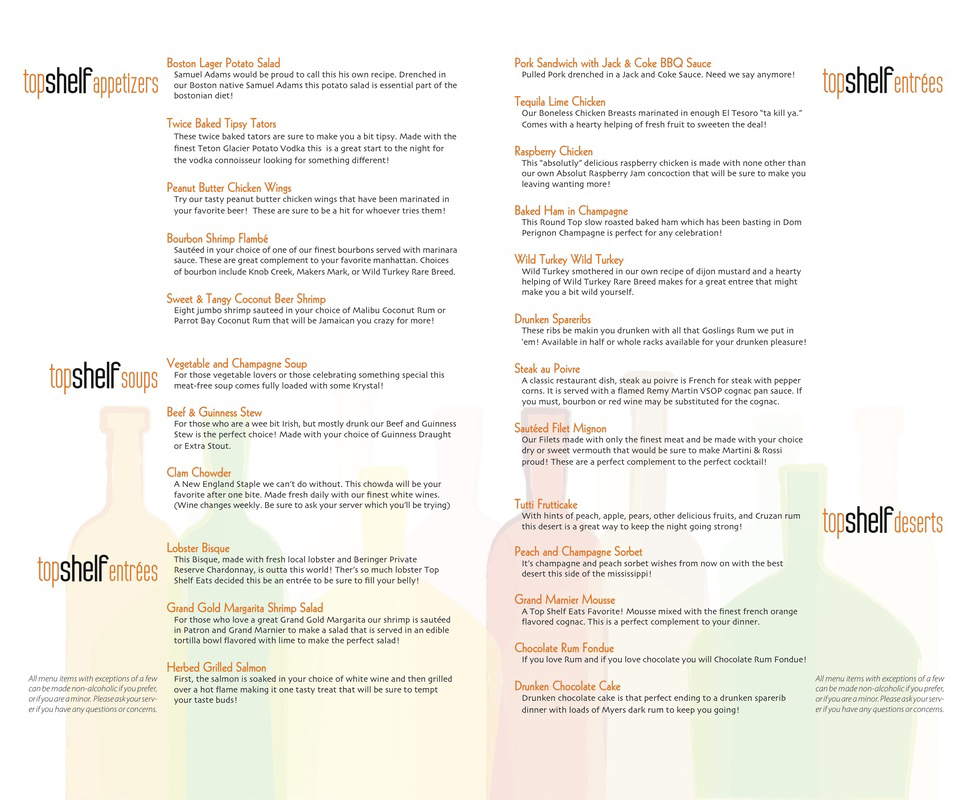 topshelf appetizers
Boston Lager Potato Salad
Samuel Adams would be proud to call this his own recipe. Drenched in
our Boston native Samuel Adams this potato salad is essential part of the
bostonian diet!
Twice Baked Tipsy Tators
These twice baked tators are sure to make you a bit tipsy. Made with the
finest Teton Glacier Potato Vodka this is a great start to the night for
the vodka connoisseur looking for something different!
Peanut Butter Chicken Wings
Try our tasty peanut butter chicken wings that have been marinated in
your favorite beer! These are sure to be a hit for whoever tries them!
Bourbon Shrimp Flambé
Sautéed in your choice of one of our finest bourbons served with marinara
sauce. These are great complement to your favorite manhattan. Choices
of bourbon include Knob Creek, Makers Mark, or Wild Turkey Rare Breed.
Sweet & Tangy Coconut Beer Shrimp
Eight jumbo shrimp sauteed in your choice of Malibu Coconut Rum or
Parrot Bay Coconut Rum that will be Jamaican you crazy for more!
topshelf soups
Vegetable and Champagne Soup
For those vegetable lovers or those celebrating something special this
meat-free soup comes fully loaded with some Krystal!
Beef & Guinness Stew
For those who are a wee bit Irish, but mostly drunk our Beef and Guinness
Stew is the perfect choice! Made with your choice of Guinness Draught
or Extra Stout.
Clam Chowder
A New England Staple we can't do without. This chowda will be your
favorite after one bite. Made fresh daily with our finest white wines.
(Wine changes weekly. Be sure to ask your server which you'll be trying)
topshelf entrées
Lobster Bisque
This Bisque, made with fresh local lobster and Beringer Private
Reserve Chardonnay, is outta this world! Ther's so much lobster Top
Shelf Eats decided this be an entrée to be sure to fill your belly!
Grand Gold Margarita Shrimp Salad
For those who love a great Grand Gold Margarita our shrimp is sautéed
in Patron and Grand Marnier to make a salad that is served in an edible
tortilla bowl flavored with lime to make the perfect salad!
Herbed Grilled Salmon
First, the salmon is soaked in your choice of white wine and then grilled
over a hot flame making it one tasty treat that will be sure to tempt
your taste buds!
All menu items with exceptions of a few
can be made non-alcoholic if you prefer,
or if you are a minor. Please ask your serv-
er if you have any questions or concerns.
topshelf entrées
Pork Sandwich with Jack & Coke BBQ Sauce
Pulled Pork drenched in a Jack and Coke Sauce. Need we say anymore!
Tequila Lime Chicken
Our Boneless Chicken Breasts marinated in enough El Tesoro "ta kill ya."
Comes with a hearty helping of fresh fruit to sweeten the deal!
Raspberry Chicken
This "absolutly" delicious raspberry chicken is made with none other than
our own Absolut Raspberry Jam concoction that will be sure to make you
leaving wanting more!
Baked Ham in Champagne
This Round Top slow roasted baked ham which has been basting in Dom
Perignon Champagne is perfect for any celebration!
Wild Turkey Wild Turkey
Wild Turkey smothered in our own recipe of dijon mustard and a hearty
helping of Wild Turkey Rare Breed makes for a great entree that might
make you a bit wild yourself.
Drunken Spareribs
These ribs be makin you drunken with all that Goslings Rum we put in
'em! Available in half or whole racks available for your drunken pleasure!
Steak au Poivre
A classic restaurant dish, steak au poivre is French for steak with pepper
corns. It is served with a flamed Remy Martin VSOP cognac pan sauce. If
you must, bourbon or red wine may be substituted for the cognac.
Sautéed Filet Mignon
Our Filets made with only the finest meat and be made with your choice
dry or sweet vermouth that would be sure to make Martini & Rossi
proud! These are a perfect complement to the perfect cocktail!
topshelf deserts
Tutti Frutticake
With hints of peach, apple, pears, other delicious fruits, and Cruzan rum
this desert is a great way to keep the night going strong!
Peach and Champagne Sorbet
It's champagne and peach sorbet wishes from now on with the best
desert this side of the mississippi!
Grand Marnier Mousse
A Top Shelf Eats Favorite! Mousse mixed with the finest french orange
flavored cognac. This is a perfect complement to your dinner.
Chocolate Rum Fondue
If you love Rum and if you love chocolate you will Chocolate Rum Fondue!
Drunken Chocolate Cake
Drunken chocolate cake is that perfect ending to a drunken sparerib
dinner with loads of Myers dark rum to keep you going!
All menu items with exceptions of a few
can be made non-alcoholic if you prefer,
or if you are a minor. Please ask your serv-
er if you have any questions or concerns.